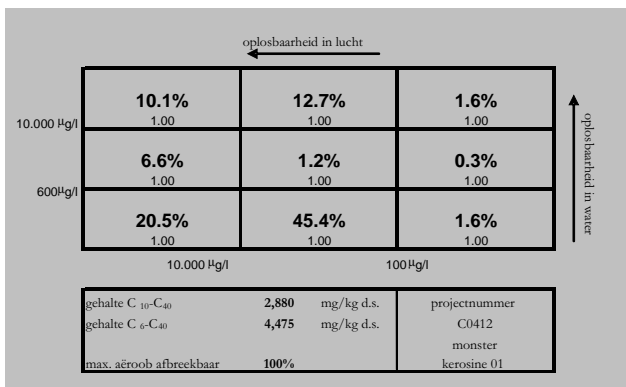 oplosbaarheid in lucht
10.1% 12.7% 1.6%
1.00 1.00 1.00
10.000 µg/l
6.6% 1.2% 0.3%
1.00 1.00 1.00
600µg/l
20.5% 45.4% 1.6%
1.00 1.00 1.00
oplosbaarheid in water
10.000 µg/l 100µg/l
gehalte C 10-C40 2,880 mg/kg d.s. projectnummer
gehalte C 6-C40 4,475 mg/kg d.s. C0412
monster
max. aëroob afbreekbaar 100% kerosine 01